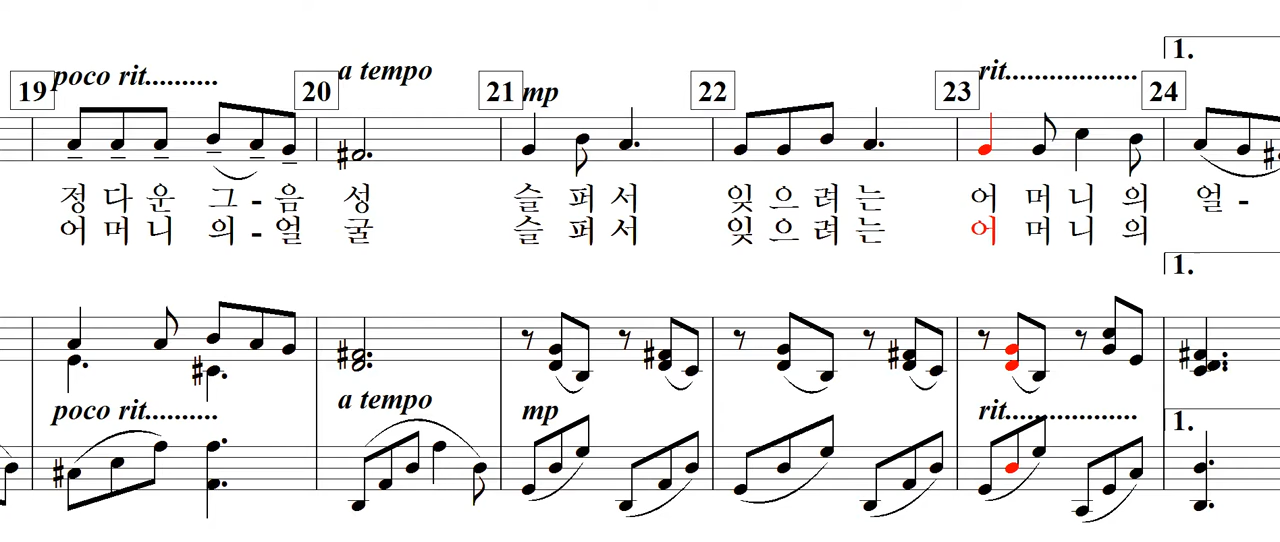 1.
poco rit..........
a tempo
rit..................
19 20 21 mp 22 23 24
정 다 운 그 - 음 성 슬 퍼 서 잊 으 려 는 어 머 니 의 얼 -
어 머 니 의 - 얼 굴 슬 퍼 서 잊 으 려 는 어 머 니 의
1.
poco rit.......... a tempo mp rit..................
1.